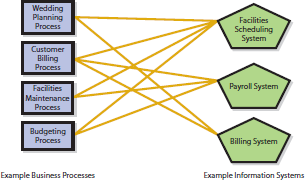 Wedding
Planning
Process
Customer
Billing
Process
Facilities
Maintenance
Process
Budgeting
Process
Facilities
Scheduling
System
Payroll System
Billing System
Example Business Processes
Example Information Systems